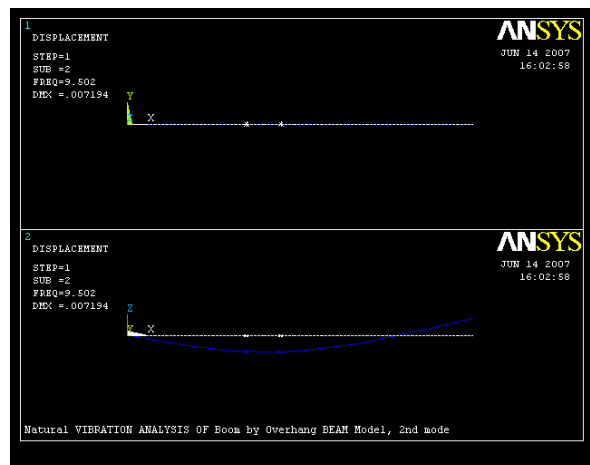 1
DISPLACEMENT
STEP=1
SUB =2
FREQ=9.502
DMX =.007194
ANSYS
JUN 14 2007
16:02:58
Y
Z
X
2
DISPLACEMENT
STEP=1
SUB =2
FREQ=9.502
DMX =.007194
ANSYS
JUN 14 2007
16:02:58
Z
Y
X
Natural VIBRATION ANALYSIS OF Boom by Overhang BEAM Model, 2nd mode